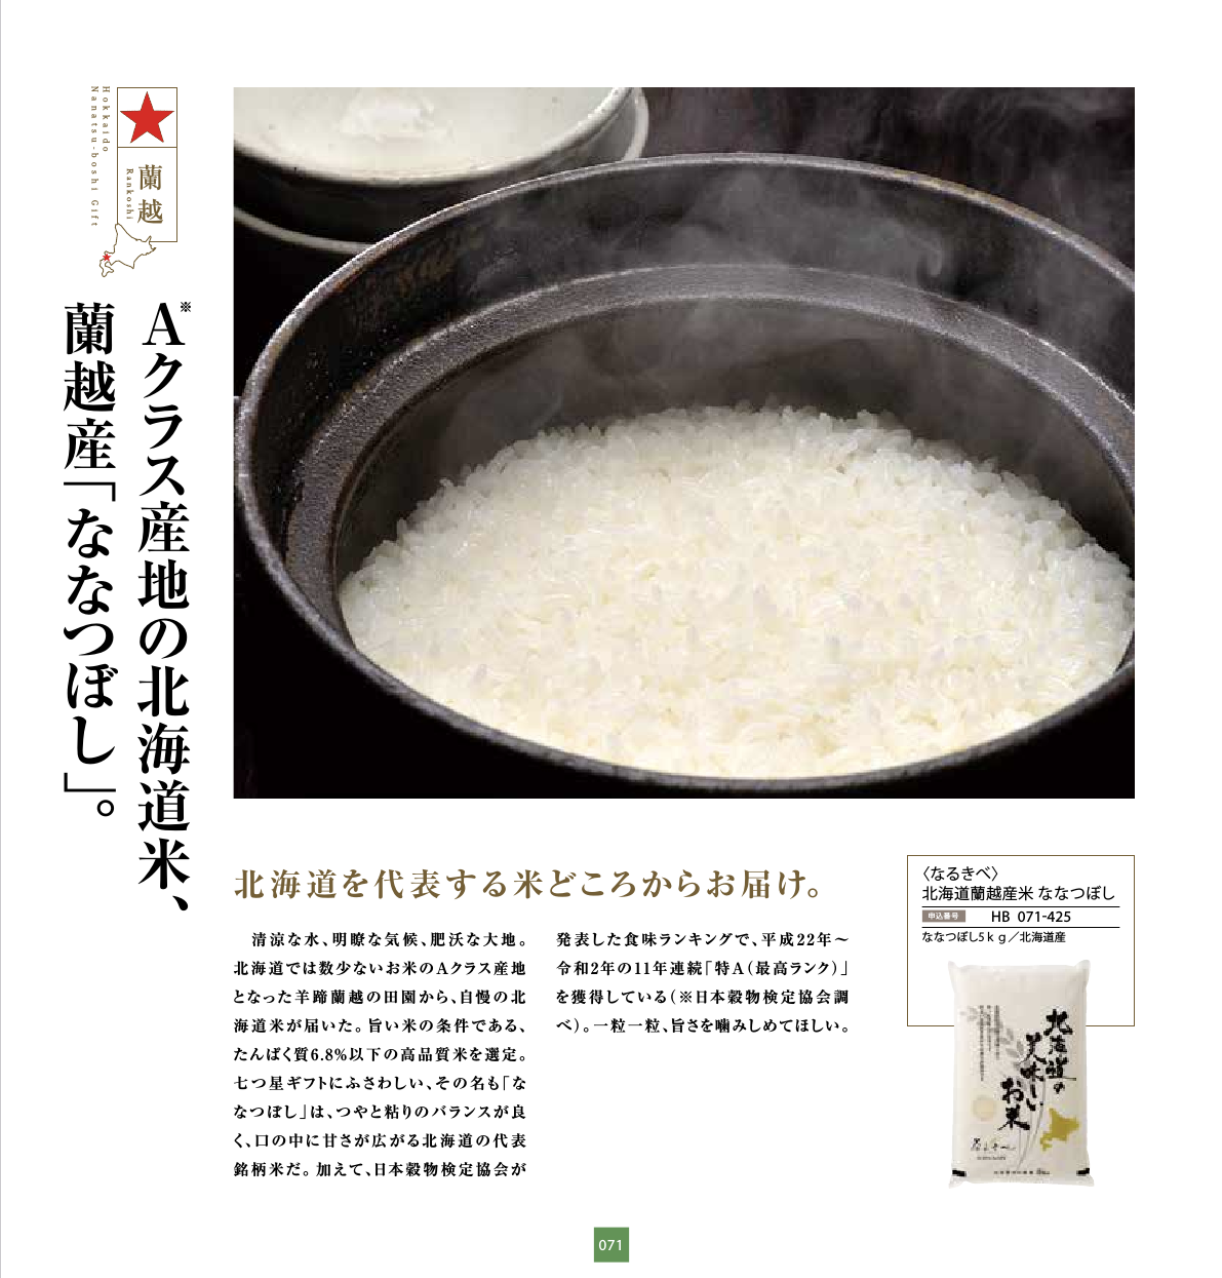 Hokkaido
Nanatsu-boshi Gift
蘭越
Rankoshi
※
Aクラス産地の北海道米、
蘭越産「ななつぼし」。
北海道を代表する米どころからお届け。
清涼な水、明瞭な気候、肥沃な大地。
北海道では数少ないお米のAクラス産地
となった羊蹄蘭越の田園から、自慢の北
海道米が届いた。旨い米の条件である、
たんぱく質6.8%以下の高品質米を選定。
七つ星ギフトにふさわしい、その名も「な
なつぼし」は、つやと粘りのバランスが良
く、口の中に甘さが広がる北海道の代表
銘柄米だ。加えて、日本穀物検定協会が
発表した食味ランキングで、平成22年〜
令和2年の11年連続「特A(最高ランク)」
を獲得している(※日本穀物検定協会調
べ)。一粒一粒、旨さを噛みしめてほしい。
〈なるきべ〉
北海道蘭越産米 ななつぼし
申込番号 HB 071-425
ななつぼし5kg/北海道産
北海道の
美味しい
お米
071